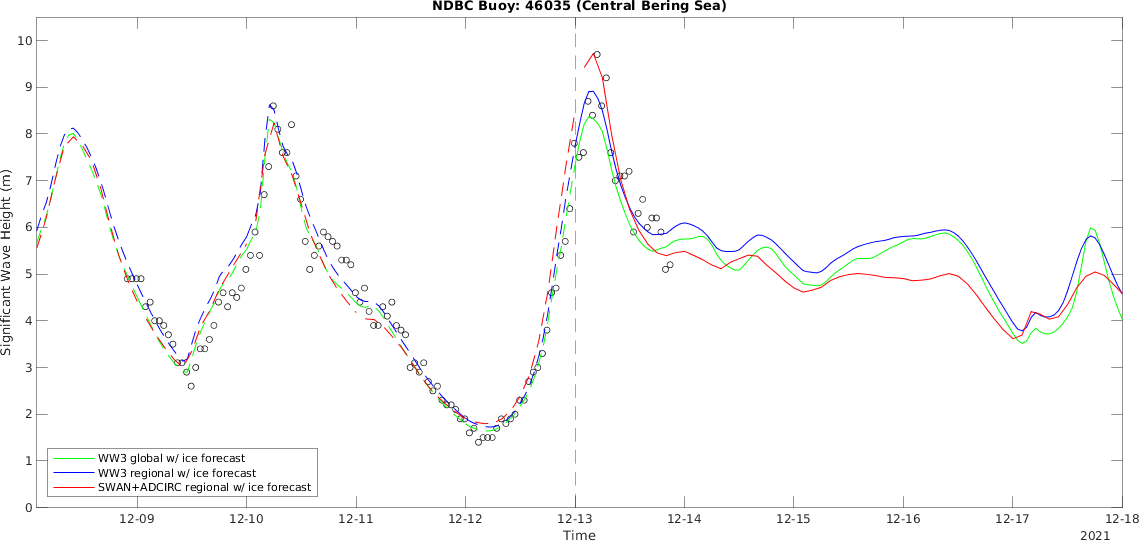 NDBC Buoy: 46035 (Central Bering Sea)
10
9
8
7
6
5
4
3
2
1
0
Significant Wave Height (m)
WW3 global w/ ice forecast
WW3 regional w/ ice forecast
SWAN+ADCIRC regional w/ ice forecast
12-09 12-10 12-11 12-12 12-13 12-14 12-15 12-16 12-17 12-18
Time
2021